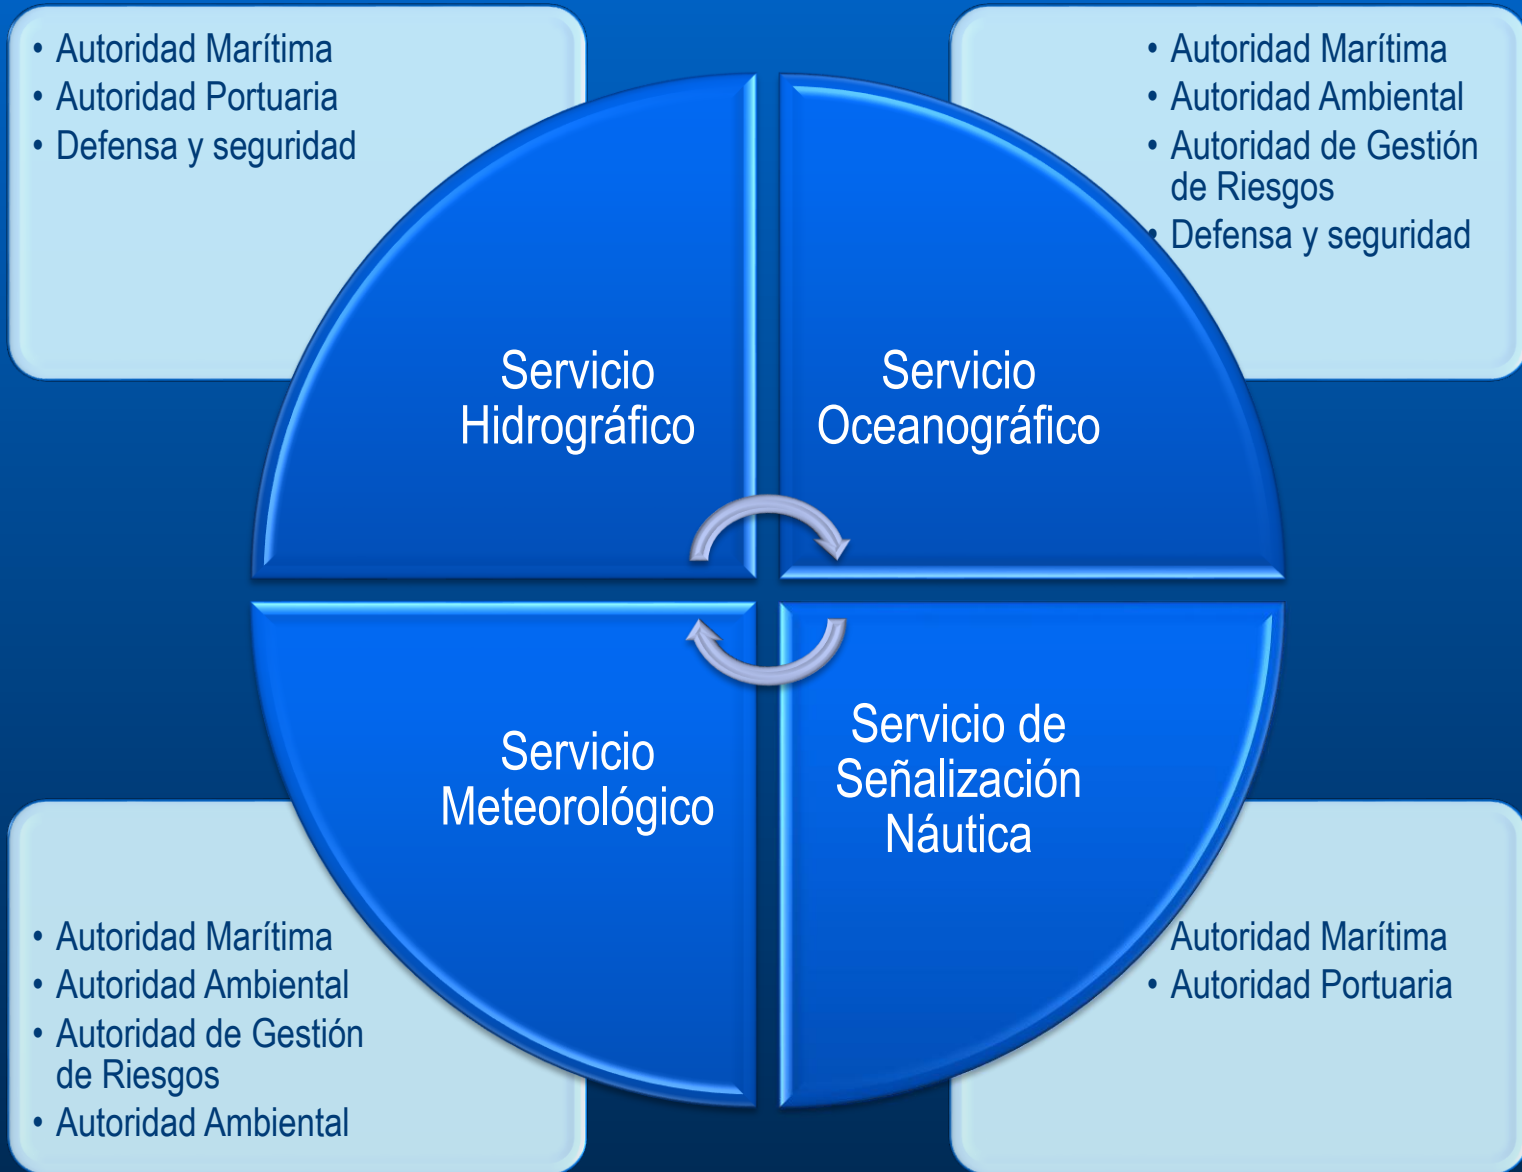 • Autoridad Marítima
• Autoridad Portuaria
• Defensa y seguridad
• Autoridad Marítima
• Autoridad Ambiental
• Autoridad de Gestión
de Riesgos
• Defensa y seguridad
Servicio
Hidrográfico
Servicio
Oceanográfico
Servicio
Meteorológico
Servicio de
Señalización
Náutica
• Autoridad Marítima
• Autoridad Ambiental
• Autoridad de Gestión
de Riesgos
• Autoridad Ambiental
Autoridad Marítima
• Autoridad Portuaria